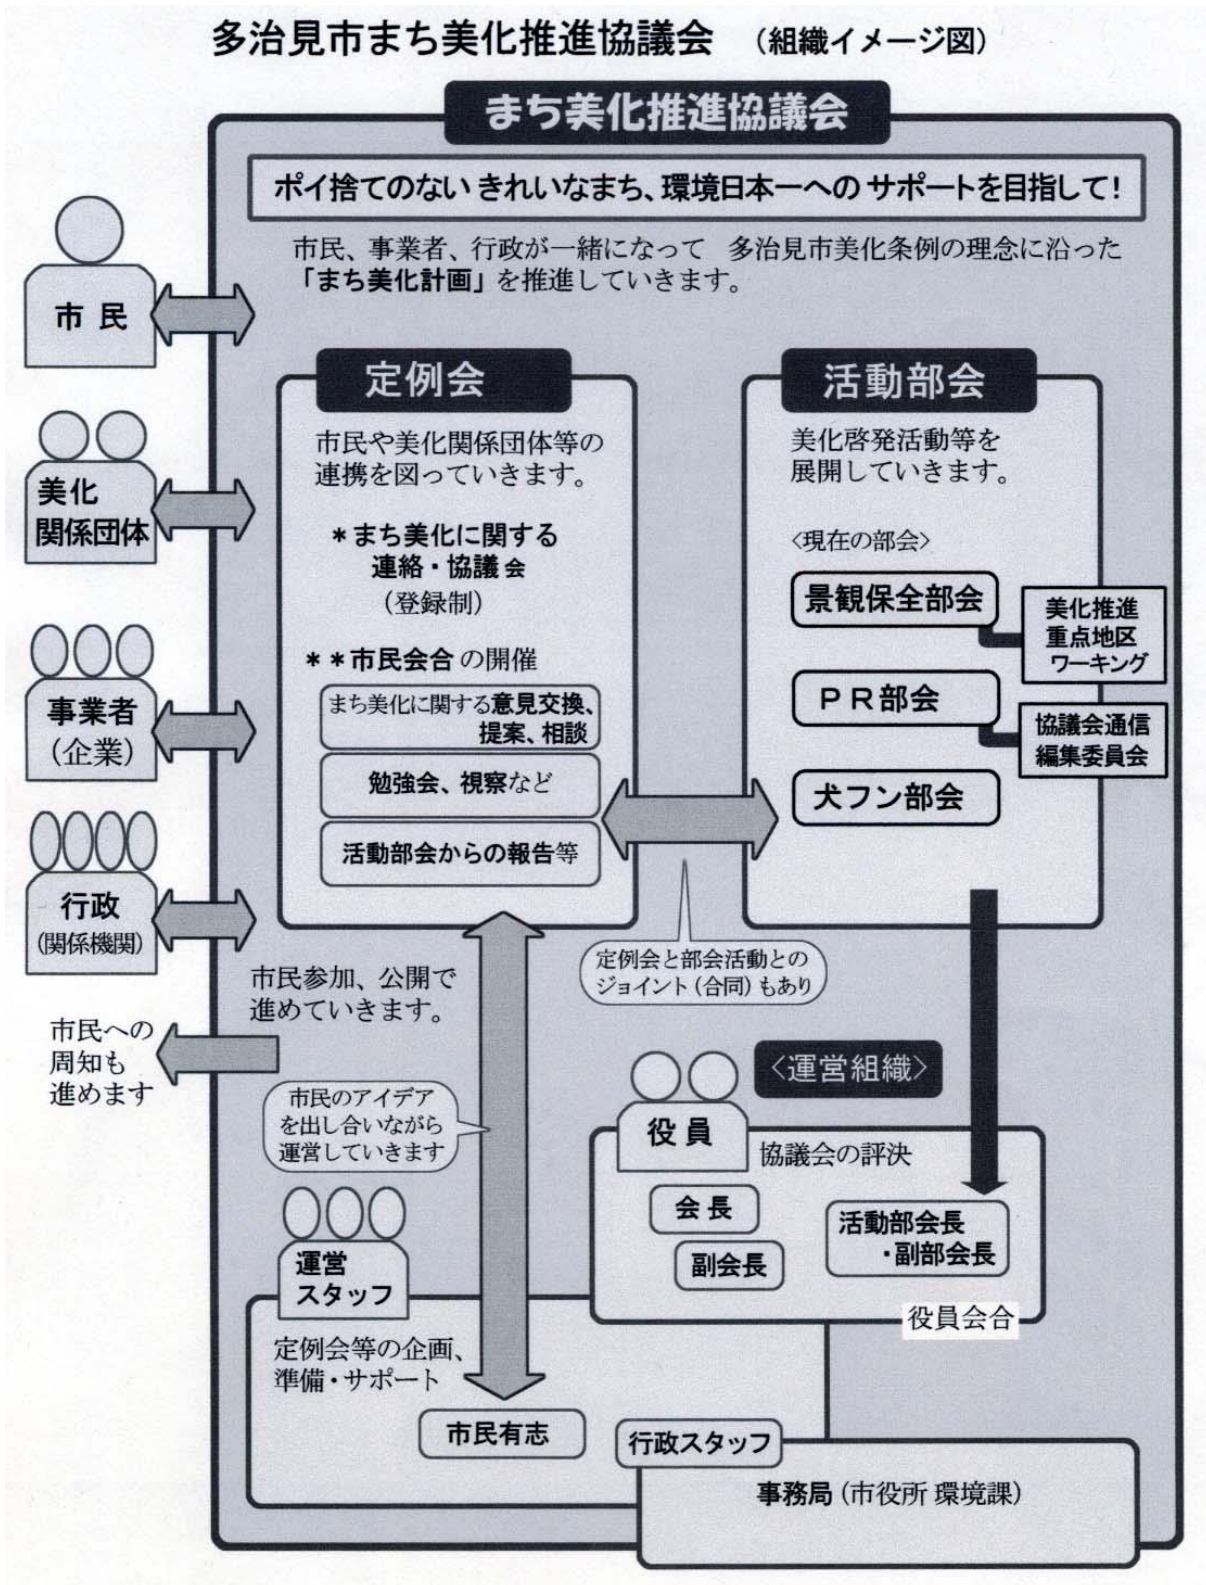 多治見市まち美化推進協議会 （組織イメージ図）
まち美化推進協議会
ポイ捨てのない きれいなまち、環境日本一への サポートを目指して！
市民、事業者、行政が一緒になって 多治見市美化条例の理念に沿った
「まち美化計画」を推進していきます。
市 民
美化
関係団体
事業者
（企業）
行政
（関係機関）
市民への
周知も
進めます
定例会
市民や美化関係団体等の
連携を図っていきます。
＊まち美化に関する
連絡・協議 会
（登録制）
＊＊市民会合 の開催
まち美化に関する意見交換、
提案、相談
勉強会、視察など
活動部会からの報告等
活動部会
美化啓発活動等を
展開していきます。
〈現在の部会〉
景観保全部会
美化推進
重点地区
ワーキング
ＰＲ部会
協議会通信
編集委員会
犬フン部会
定例会と部会活動との
ジョイント（合同）もあり
市民参加、公開で
進めていきます。
市民のアイデア
を出し合いながら
運営していきます
〈運営組織〉
役 員
協議会の評決
会 長
副会長
活動部会長
・副部会長
役員会合
運営
スタッフ
定例会等の企画、
準備・サポート
市民有志
行政スタッフ
事務局（市役所 環境課）